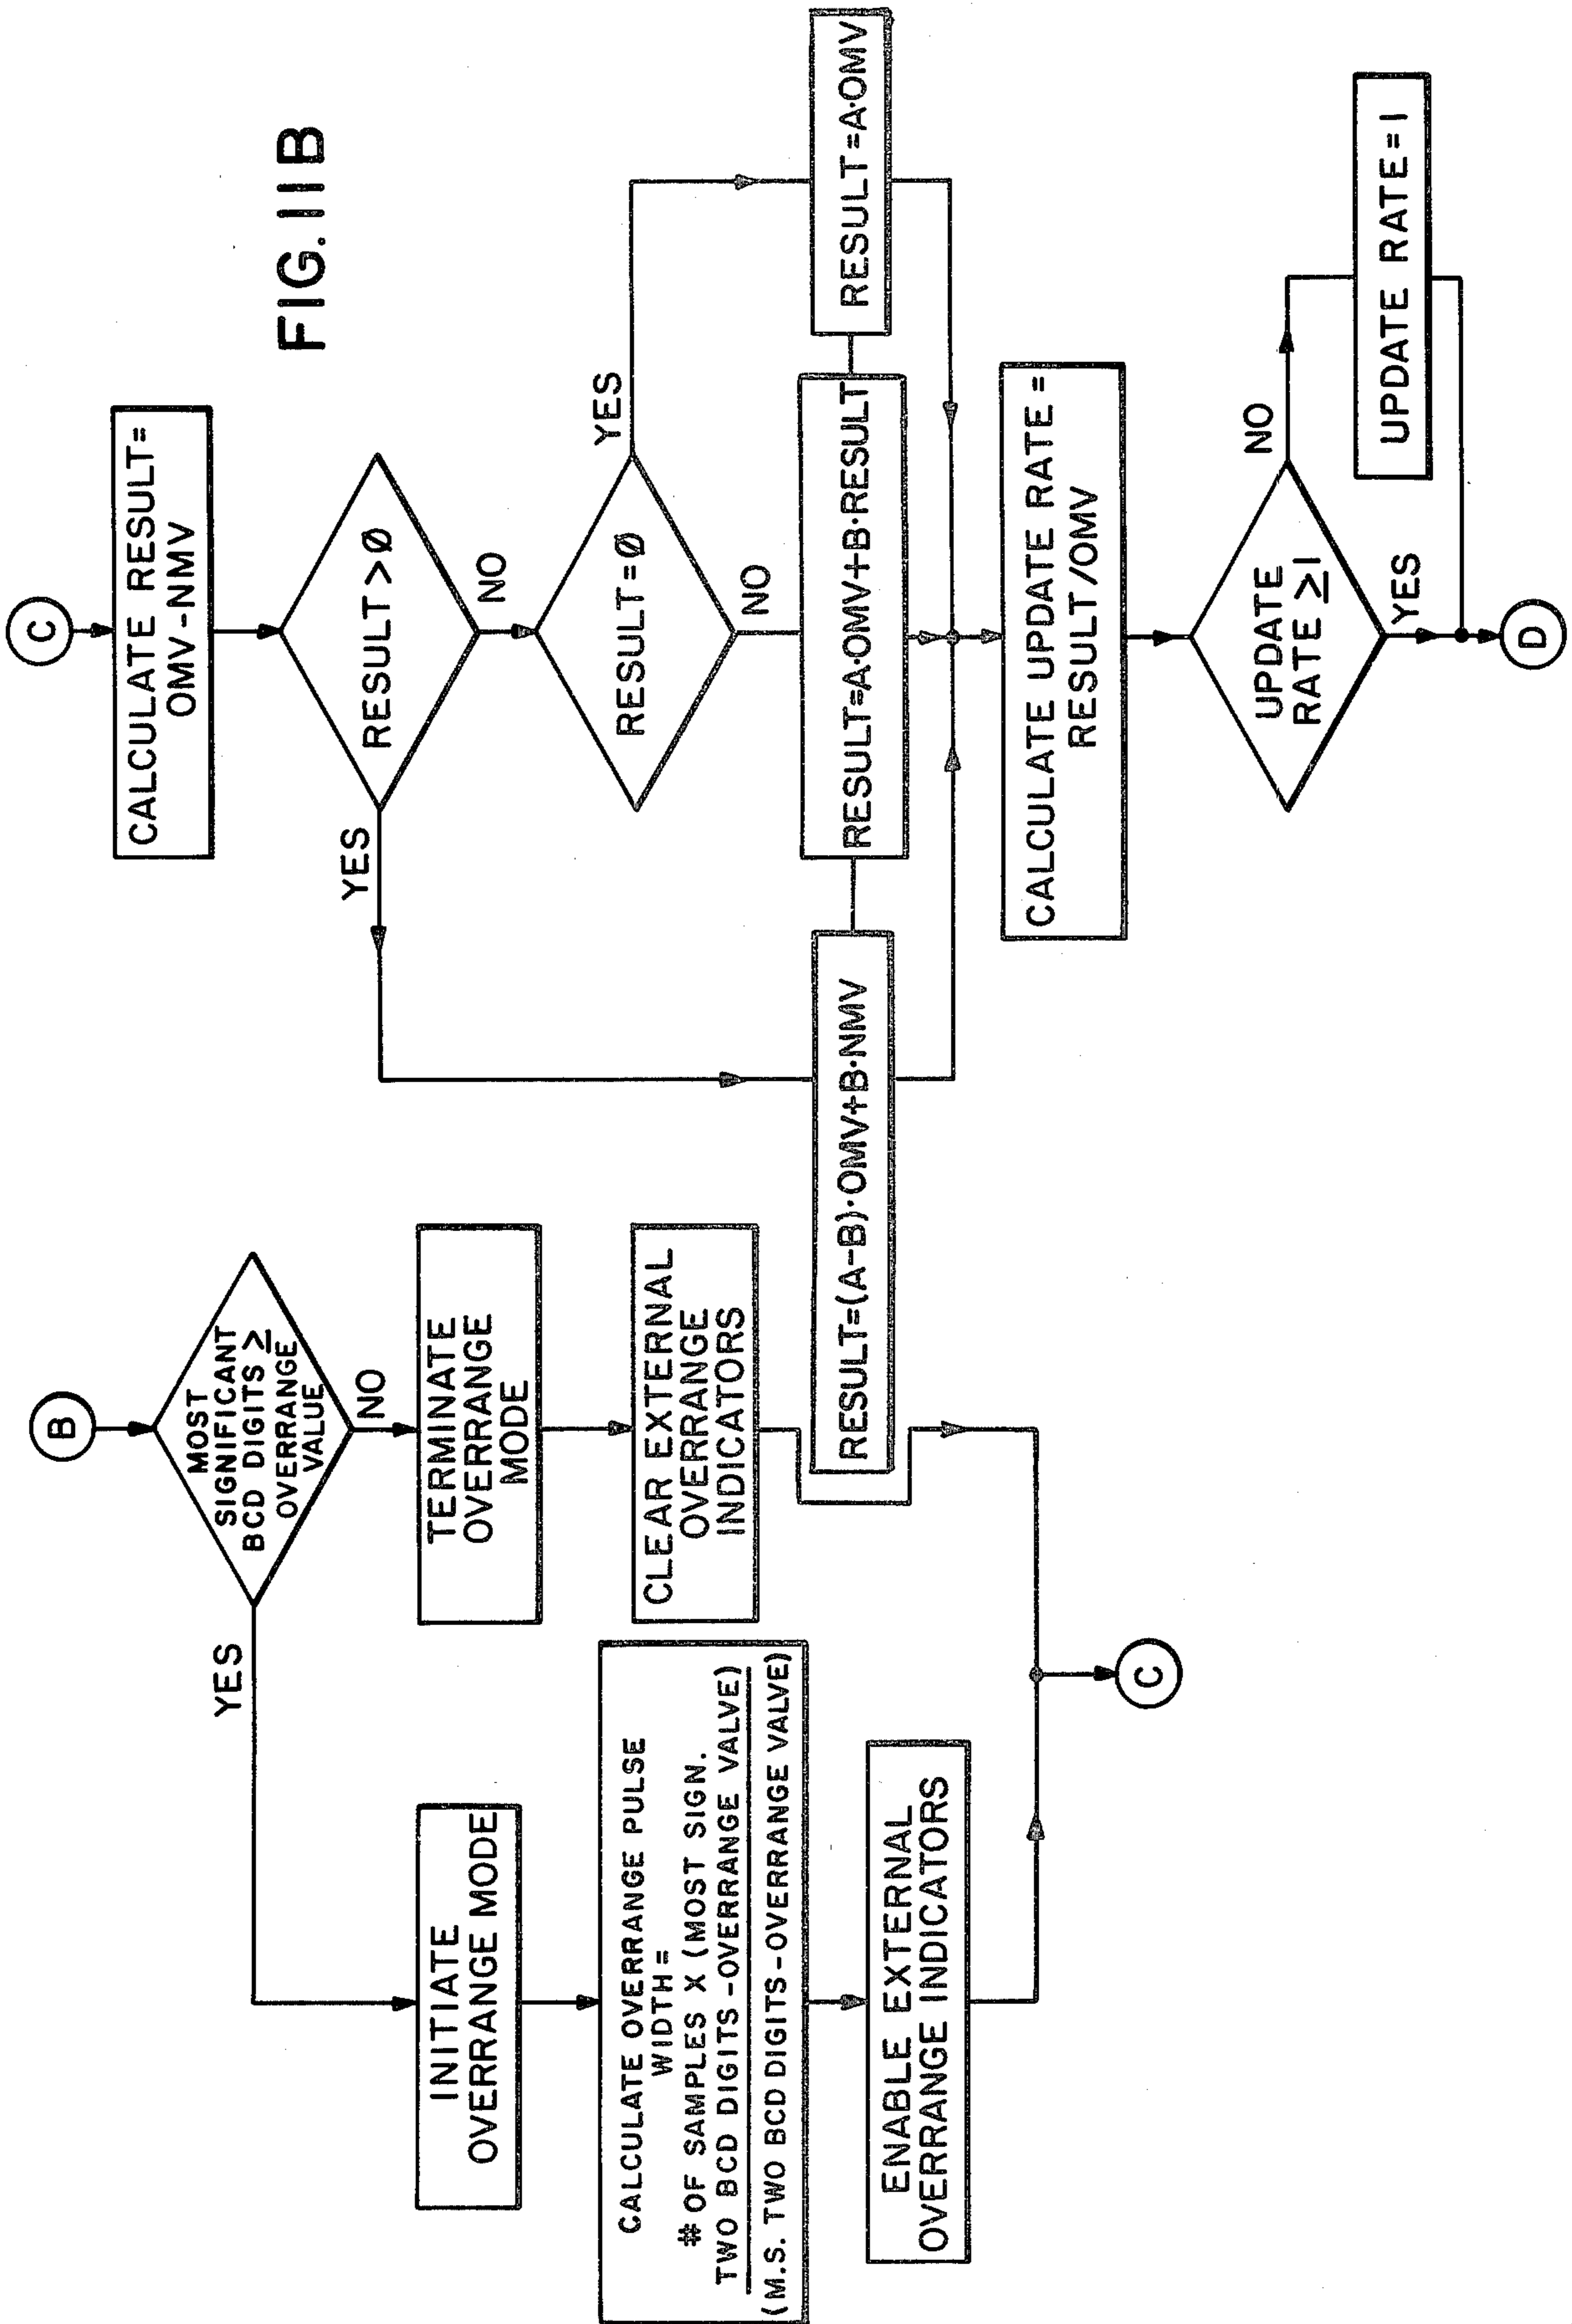 FIG. 11B
B
MOST
SIGNIFICANT
BCD DIGITS ≥
OVERRANGE
VALUE
YES
NO
INITIATE
OVERRANGE MODE
TERMINATE
OVERRANGE
MODE
CALCULATE OVERRANGE PULSE
WIDTH =
# OF SAMPLES X (MOST SIGN.
TWO BCD DIGITS - OVERRANGE VALVE)
(M.S. TWO BCD DIGITS - OVERRANGE VALVE)
CLEAR EXTERNAL
OVERRANGE
INDICATORS
ENABLE EXTERNAL
OVERRANGE INDICATORS
C
C
CALCULATE RESULT=
OMV-NMV
RESULT > Ø
YES
NO
RESULT = Ø
YES
NO
RESULT=(A-B)·OMV+B·NMV
RESULT=A·OMV+B·RESULT
RESULT=A·OMV
CALCULATE UPDATE RATE =
RESULT /OMV
UPDATE
RATE ≥1
NO
YES
UPDATE RATE = 1
D